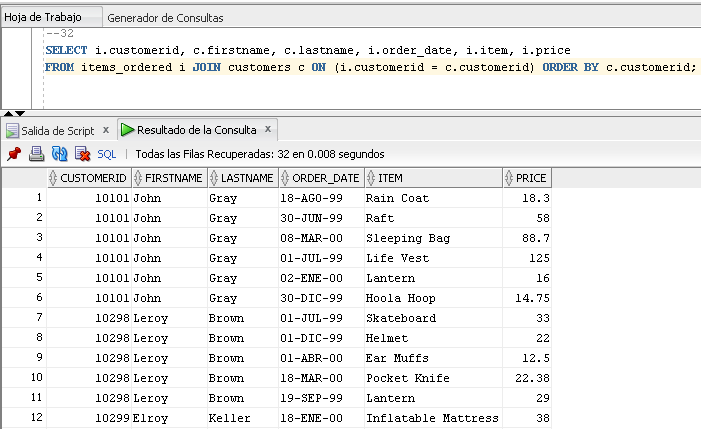 Hoja de Trabajo Generador de Consultas
--32
SELECT i.customerid, c.firstname, c.lastname, i.order_date, i.item, i.price
FROM items_ordered i JOIN customers c ON (i.customerid = c.customerid) ORDER BY c.customerid;
Salida de Script x Resultado de la Consulta x
SQL | Todas las Filas Recuperadas: 32 en 0.008 segundos
CUSTOMERID FIRSTNAME LASTNAME ORDER_DATE ITEM PRICE
1 10101 John Gray 18-AGO-99 Rain Coat 18.3
2 10101 John Gray 30-JUN-99 Raft 58
3 10101 John Gray 08-MAR-00 Sleeping Bag 88.7
4 10101 John Gray 01-JUL-99 Life Vest 125
5 10101 John Gray 02-ENE-00 Lantern 16
6 10101 John Gray 30-DIC-99 Hoola Hoop 14.75
7 10298 Leroy Brown 01-JUL-99 Skateboard 33
8 10298 Leroy Brown 01-DIC-99 Helmet 22
9 10298 Leroy Brown 01-ABR-00 Ear Muffs 12.5
10 10298 Leroy Brown 18-MAR-00 Pocket Knife 22.38
11 10298 Leroy Brown 19-SEP-99 Lantern 29
12 10299 Elroy Keller 18-ENE-00 Inflatable Mattress 38